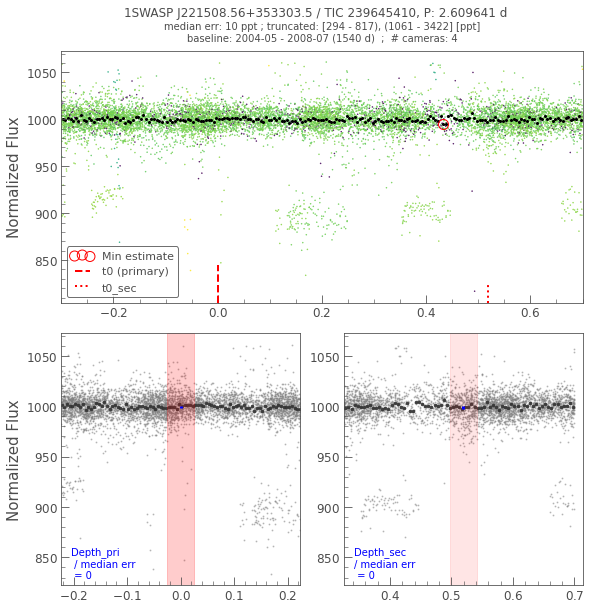 1SWASP J221508.56+353303.5 / TIC 239645410, P: 2.609641 d
median err: 10 ppt ; truncated: [294 - 817), (1061 - 3422] [ppt]
baseline: 2004-05 - 2008-07 (1540 d)  ;  # cameras: 4
Normalized Flux
1050
1000
950
900
850
Min estimate
t0 (primary)
t0_sec
−0.2
0.0
0.2
0.4
0.6
Normalized Flux
1050
1000
950
900
850
Depth_pri
/ median err
= 0
−0.2
−0.1
0.0
0.1
0.2
1050
1000
950
900
850
Depth_sec
/ median err
= 0
0.4
0.5
0.6
0.7